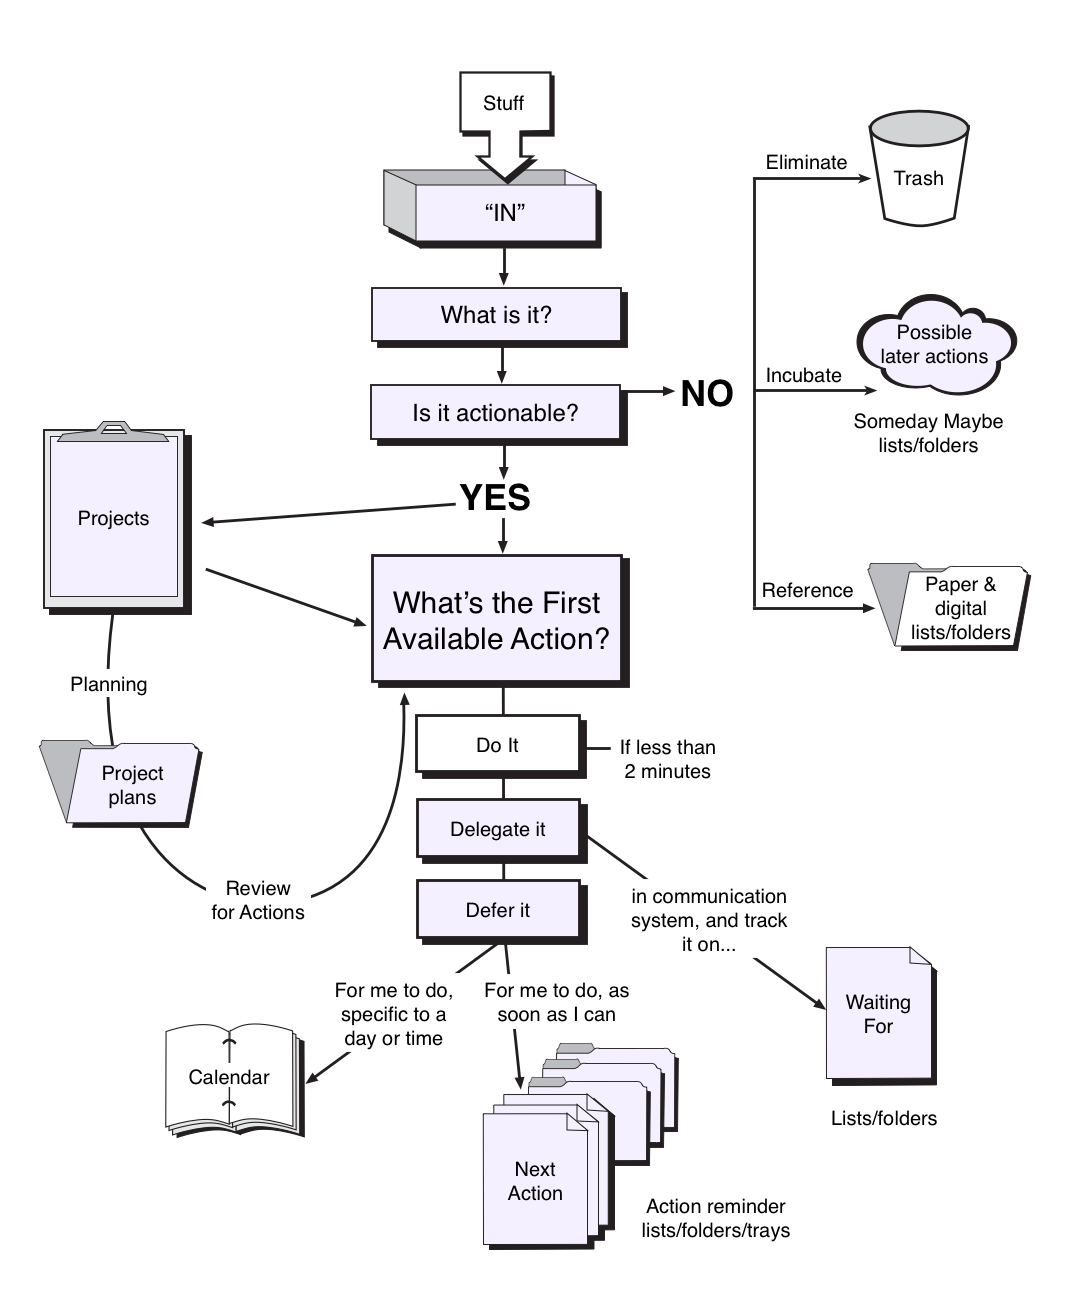 Stuff
“IN”
What is it?
Is it actionable?
NO
Eliminate
Trash
Incubate
Possible
later actions
Someday Maybe
lists/folders
Reference
Paper &
digital
lists/folders
YES
Projects
What’s the First
Available Action?
Planning
Project
plans
Review
for Actions
Do It
If less than
2 minutes
Delegate it
in communication
system, and track
it on...
Waiting
For
Lists/folders
Defer it
For me to do,
specific to a
day or time
Calendar
For me to do, as
soon as I can
Next
Action
Action reminder
lists/folders/trays